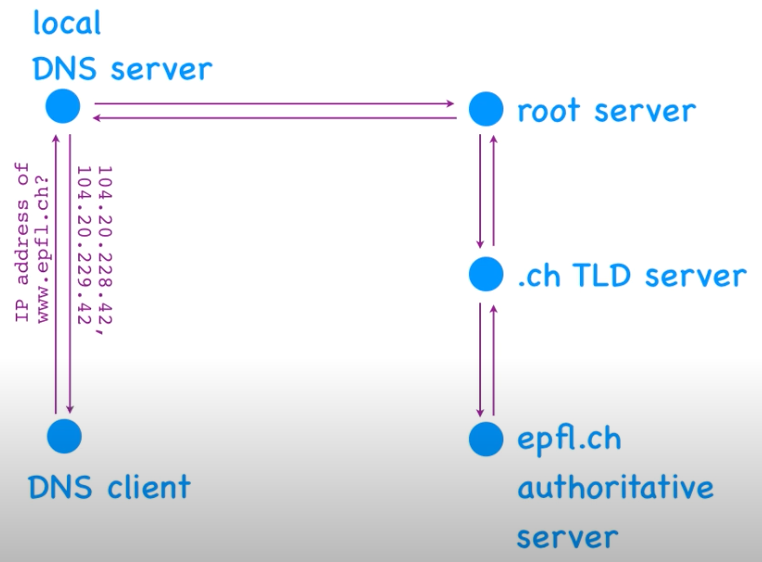 local
DNS server
root server
IP address of
www.epfl.ch?
104.20.228.42,
104.20.229.42
.ch TLD server
DNS client
epfl.ch
authoritative
server